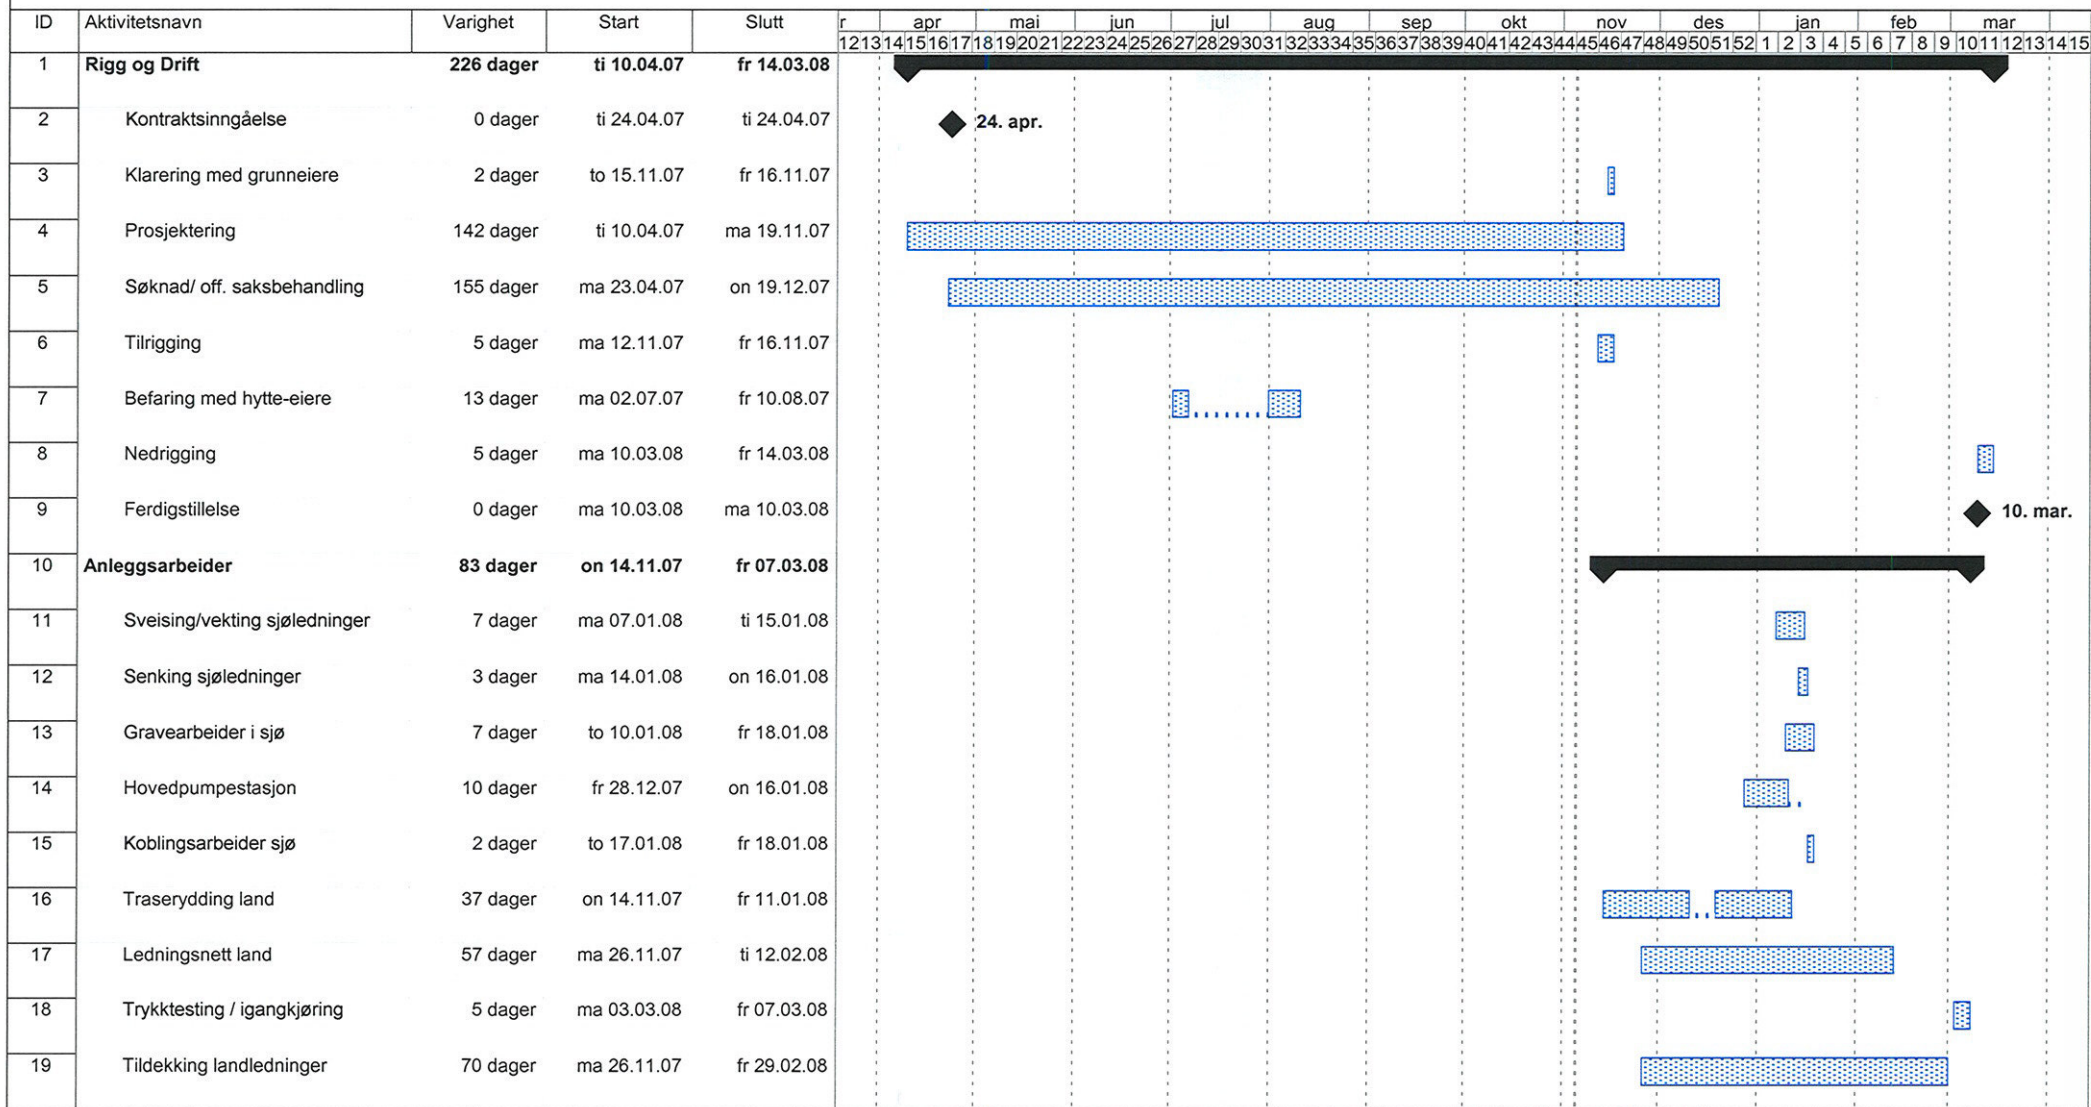 ID Aktivitetsnavn Varighet Start Slutt r apr mai jun jul aug sep okt nov des jan feb mar
12 13 14 15 16 17 18 19 20 21 22 23 24 25 26 27 28 29 30 31 32 33 34 35 36 37 38 39 40 41 42 43 44 45 46 47 48 49 50 51 52 1 2 3 4 5 6 7 8 9 10 11 12 13 14 15
1 Rigg og Drift 226 dager ti 10.04.07 fr 14.03.08
2 Kontraktsinngåelse 0 dager ti 24.04.07 ti 24.04.07 24. apr.
3 Klarering med grunneiere 2 dager to 15.11.07 fr 16.11.07
4 Prosjektering 142 dager ti 10.04.07 ma 19.11.07
5 Søknad/ off. saksbehandling 155 dager ma 23.04.07 on 19.12.07
6 Tilrigging 5 dager ma 12.11.07 fr 16.11.07
7 Befaring med hytte-eiere 13 dager ma 02.07.07 fr 10.08.07
8 Nedrigging 5 dager ma 10.03.08 fr 14.03.08
9 Ferdigstillelse 0 dager ma 10.03.08 ma 10.03.08 10. mar.
10 Anleggsarbeider 83 dager on 14.11.07 fr 07.03.08
11 Sveising/vekting sjøledninger 7 dager ma 07.01.08 ti 15.01.08
12 Senking sjøledninger 3 dager ma 14.01.08 on 16.01.08
13 Gravearbeider i sjø 7 dager to 10.01.08 fr 18.01.08
14 Hovedpumpestasjon 10 dager fr 28.12.07 on 16.01.08
15 Koblingsarbeider sjø 2 dager to 17.01.08 fr 18.01.08
16 Traserydding land 37 dager on 14.11.07 fr 11.01.08
17 Ledningsnett land 57 dager ma 26.11.07 ti 12.02.08
18 Trykktesting / igangkjøring 5 dager ma 03.03.08 fr 07.03.08
19 Tildekking landledninger 70 dager ma 26.11.07 fr 29.02.08